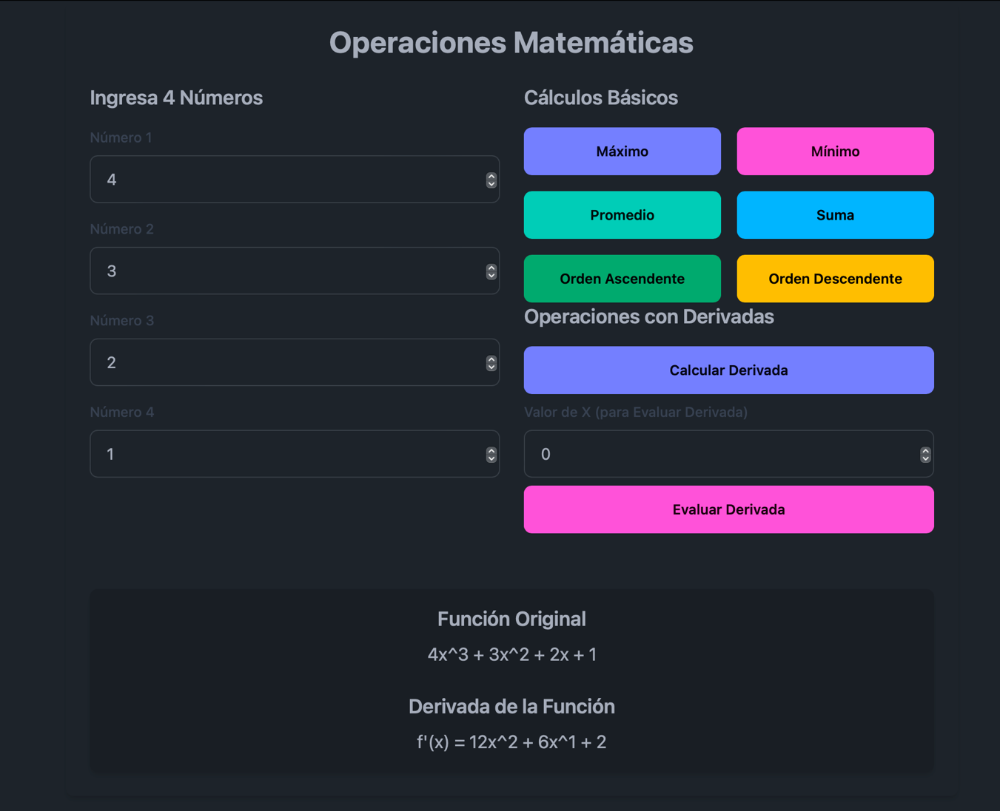 Operaciones Matemáticas
Ingresa 4 Números
Número 1
4
Número 2
3
Número 3
2
Número 4
1
Cálculos Básicos
Máximo
Mínimo
Promedio
Suma
Orden Ascendente
Orden Descendente
Operaciones con Derivadas
Calcular Derivada
Valor de X (para Evaluar Derivada)
0
Evaluar Derivada
Función Original
4x^3 + 3x^2 + 2x + 1
Derivada de la Función
f'(x) = 12x^2 + 6x^1 + 2